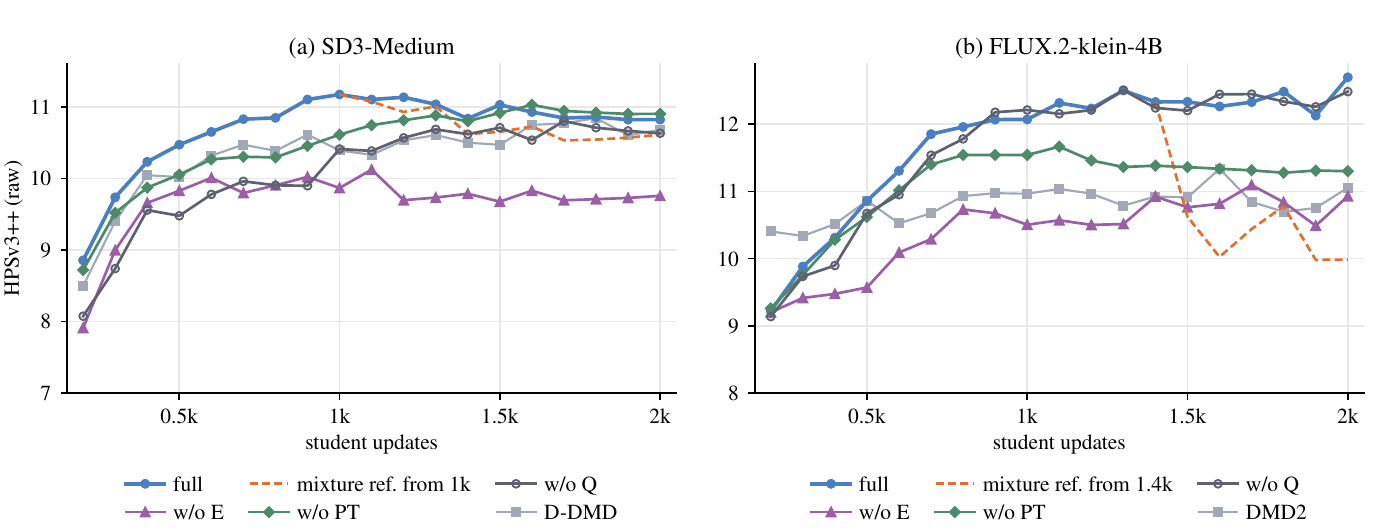 (a) SD3-Medium
HPSv3++ (raw)
11
10
9
8
7
0.5k 1k 1.5k 2k
student updates
full mixture ref. from 1k w/o Q
w/o E w/o PT D-DMD
(b) FLUX.2-klein-4B
12
11
10
9
8
0.5k 1k 1.5k 2k
student updates
full mixture ref. from 1.4k w/o Q
w/o E w/o PT DMD2